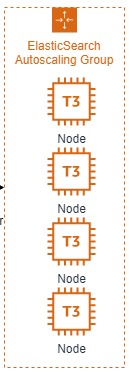 ElasticSearch
Autoscaling Group
T3
Node
T3
Node
T3
Node
T3
Node